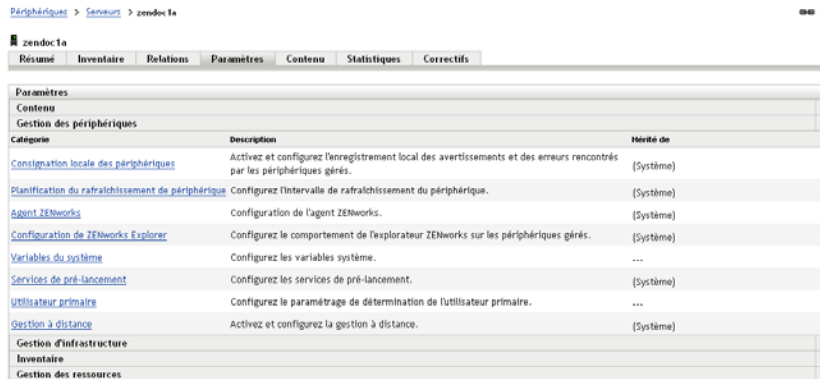 Périphériques > Serveurs > zendoc1a
zendoc1a
Résumé Inventaire Relations Paramètres Contenu Statistiques Correctifs
Paramètres
Contenu
Gestion des périphériques
Catégorie Description Hérité de
Consignation locale des périphériques Activez et configurez l'enregistrement local des avertissements et des erreurs rencontrés par les périphériques gérés. (Système)
Planification du rafraîchissement de périphérique Configurez l'intervalle de rafraîchissement du périphérique. (Système)
Agent ZENworks Configuration de l'agent ZENworks. (Système)
Configuration de ZENworks Explorer Configurez le comportement de l'explorateur ZENworks sur les périphériques gérés. (Système)
Variables du système Configurez les variables système. ---
Services de pré-lancement Configurez les services de pré-lancement. (Système)
Utilisateur primaire Configurez le paramétrage de détermination de l'utilisateur primaire. ---
Gestion à distance Activez et configurez la gestion à distance. (Système)
Gestion d'infrastructure
Inventaire
Gestion des ressources